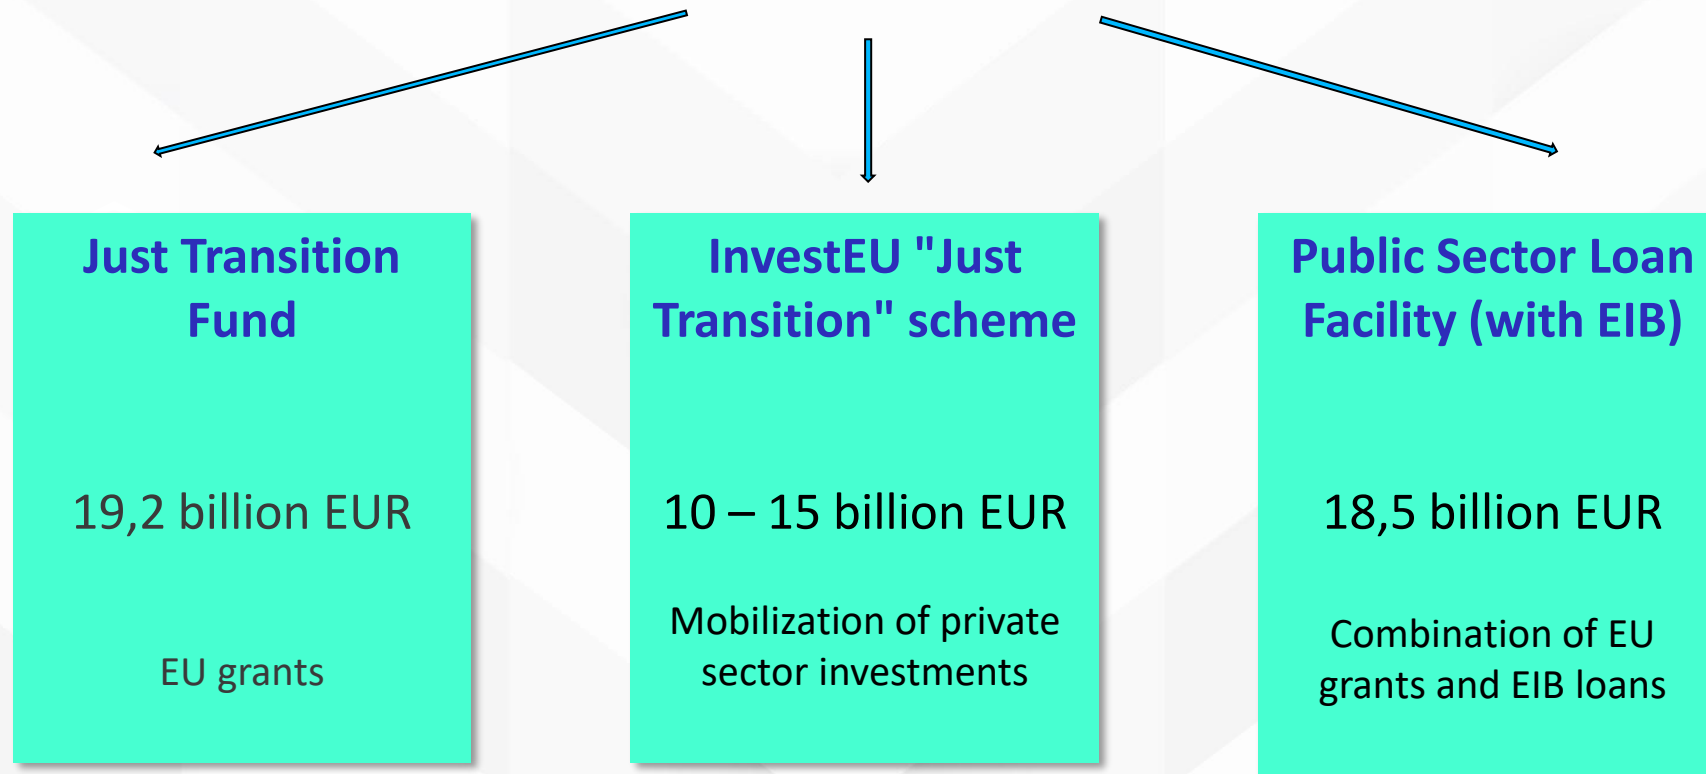 Just Transition
Fund
19,2 billion EUR
EU grants
InvestEU "Just
Transition" scheme
10 – 15 billion EUR
Mobilization of private
sector investments
Public Sector Loan
Facility (with EIB)
18,5 billion EUR
Combination of EU
grants and EIB loans